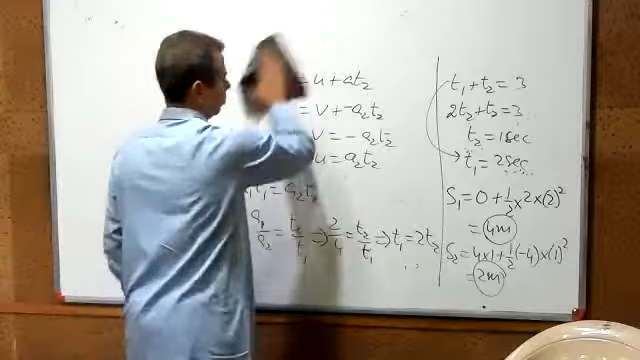 = u + at₂
= V + -a₂t₂
V = -a₂t₂
u = a₂t₂
t₁ = a₂t₂
a₁/a₂ = t₂/t₁ ⇒ 2/4 = t₂/t₁ ⇒ t₁ = 2t₂
t₁ + t₂ = 3
2t₂ + t₂ = 3
t₂ = 1sec
t₁ = 2sec
S₁ = 0 + 1/2 × 2 × (2)²
= 4m
S₂ = 4×1 + 1/2 (-4) × (1)²
= 2m